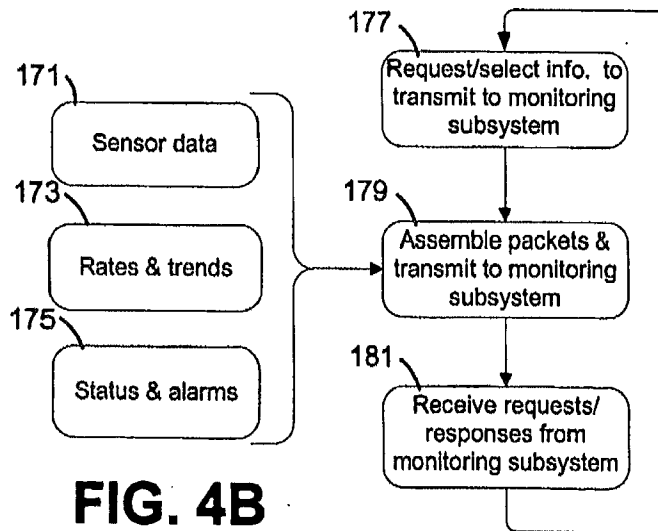 171
Sensor data
173
Rates & trends
175
Status & alarms
177
Request/select info. to
transmit to monitoring
subsystem
179
Assemble packets &
transmit to monitoring
subsystem
181
Receive requests/
responses from
monitoring subsystem
FIG. 4B